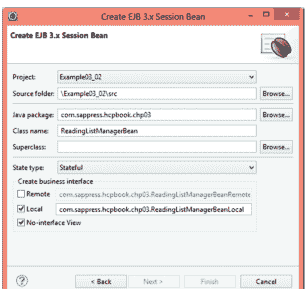 Create EJB 3.x Session Bean
Create EJB 3.x Session Bean
Project: Example03_02
Source folder: \Example03_02\src Browse...
Java package: com.sappress.hcpbook.chp03 Browse...
Class name: ReadingListManagerBean
Superclass: Browse...
State type: Stateful
Create business interface
Remote com.sappress.hcpbook.chp03.ReadingListManagerBeanRemote
Local com.sappress.hcpbook.chp03.ReadingListManagerBeanLocal
No-interface View
< Back Next > Finish Cancel